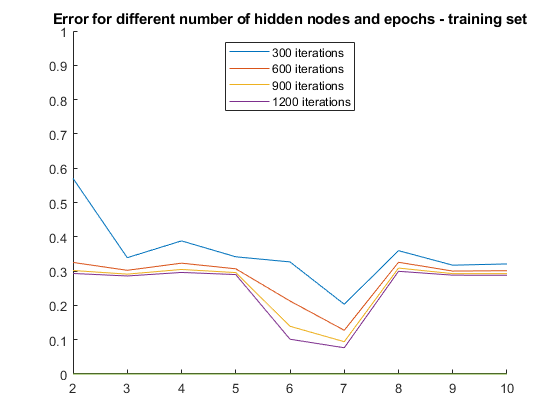 Error for different number of hidden nodes and epochs - training set
1
300 iterations
0.9
600 iterations
900 iterations
0.8
1200 iterations
0.7
0.6
0.5
0.4
0.3
0.2
0.1
0
2 3 4 5 6 7 8 9 10